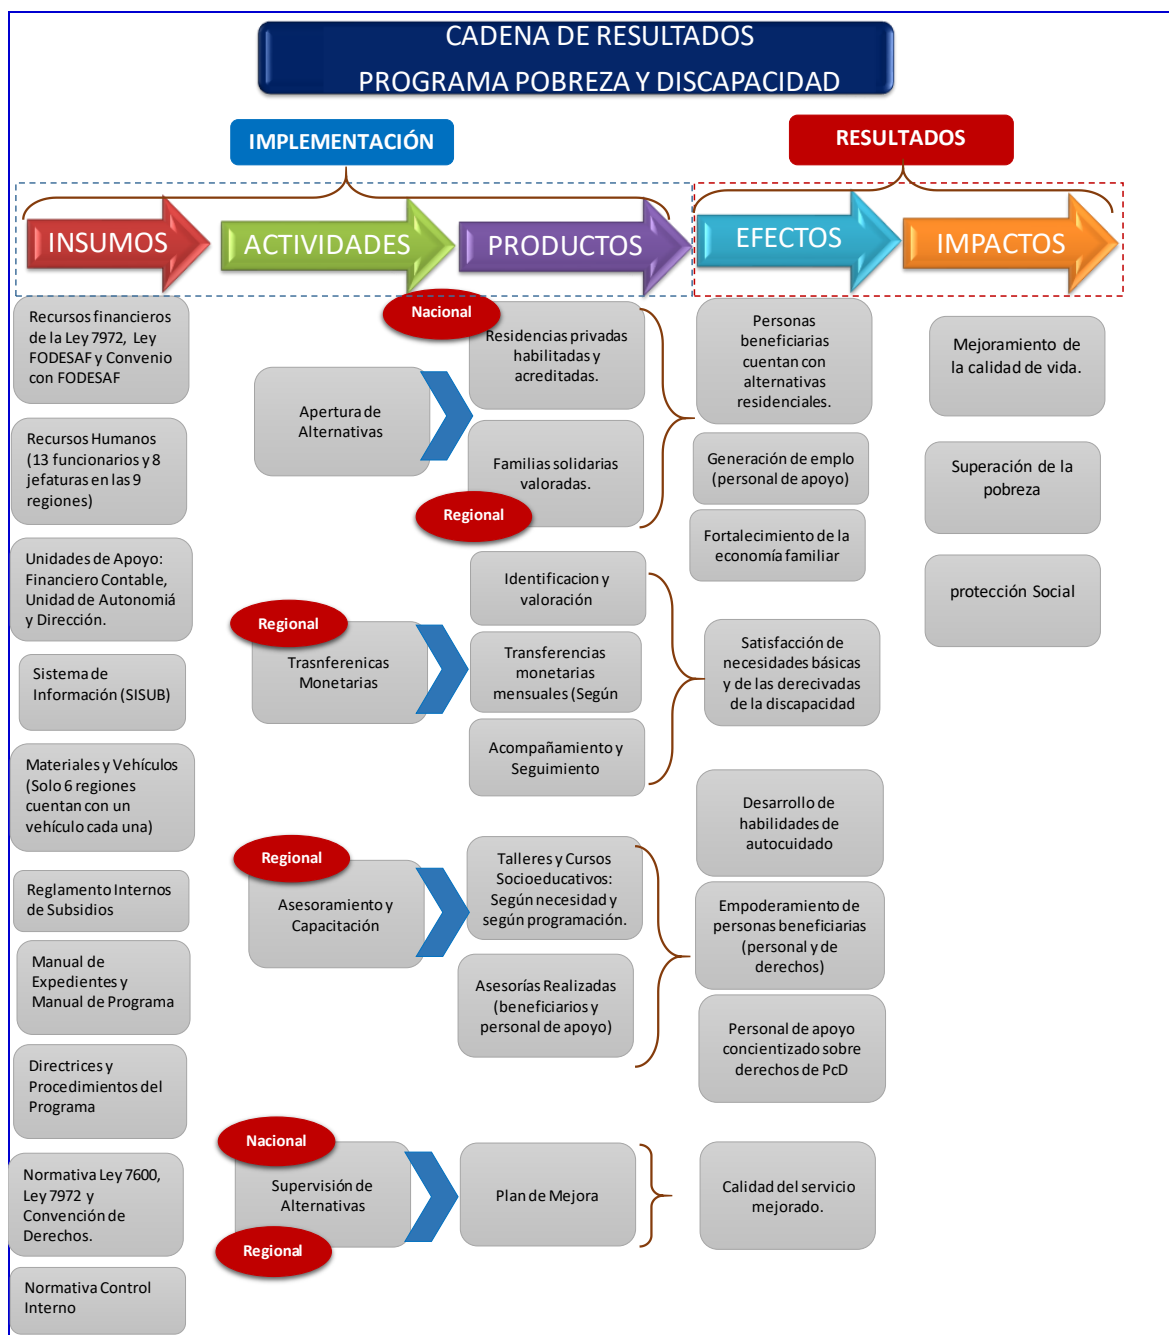 CADENA DE RESULTADOS
PROGRAMA POBREZA Y DISCAPACIDAD
IMPLEMENTACIÓN
RESULTADOS
INSUMOS
ACTIVIDADES
PRODUCTOS
EFECTOS
IMPACTOS
Recursos financieros
de la Ley 7972, Ley
FODESAF y Convenio
con FODESAF
Recursos Humanos
(13 funcionarios y 8
jefaturas en las 9
regiones)
Unidades de Apoyo:
Financiero Contable,
Unidad de Autonomiá
y Dirección.
Sistema de
Información (SISUB)
Materiales y Vehículos
(Solo 6 regiones
cuentan con un
vehículo cada una)
Reglamento Internos
de Subsidios
Manual de
Expedientes y
Manual de Programa
Directrices y
Procedimientos del
Programa
Normativa Ley 7600,
Ley 7972 y
Convención de
Derechos.
Normativa Control
Interno
Apertura de
Alternativas
Nacional
Residencias privadas
habilitadas y
acreditadas.
Familias solidarias
valoradas.
Regional
Personas
beneficiarias
cuentan con
alternativas
residenciales.
Generación de emplo
(personal de apoyo)
Fortalecimiento de la
economía familiar
Regional
Trasnferenicas
Monetarias
Identificacion y
valoración
Transferencias
monetarias
mensuales (Según
Acompañamiento y
Seguimiento
Satisfacción de
necesidades básicas
y de las derecivadas
de la discapacidad
Regional
Asesoramiento y
Capacitación
Talleres y Cursos
Socioeducativos:
Según necesidad y
según programación.
Asesorías Realizadas
(beneficiarios y
personal de apoyo)
Desarrollo de
habilidades de
autocuidado
Empoderamiento de
personas beneficiarias
(personal y de
derechos)
Personal de apoyo
concientizado sobre
derechos de PcD
Nacional
Supervisión de
Alternativas
Regional
Plan de Mejora
Calidad del servicio
mejorado.
Mejoramiento de
la calidad de vida.
Superación de la
pobreza
protección Social